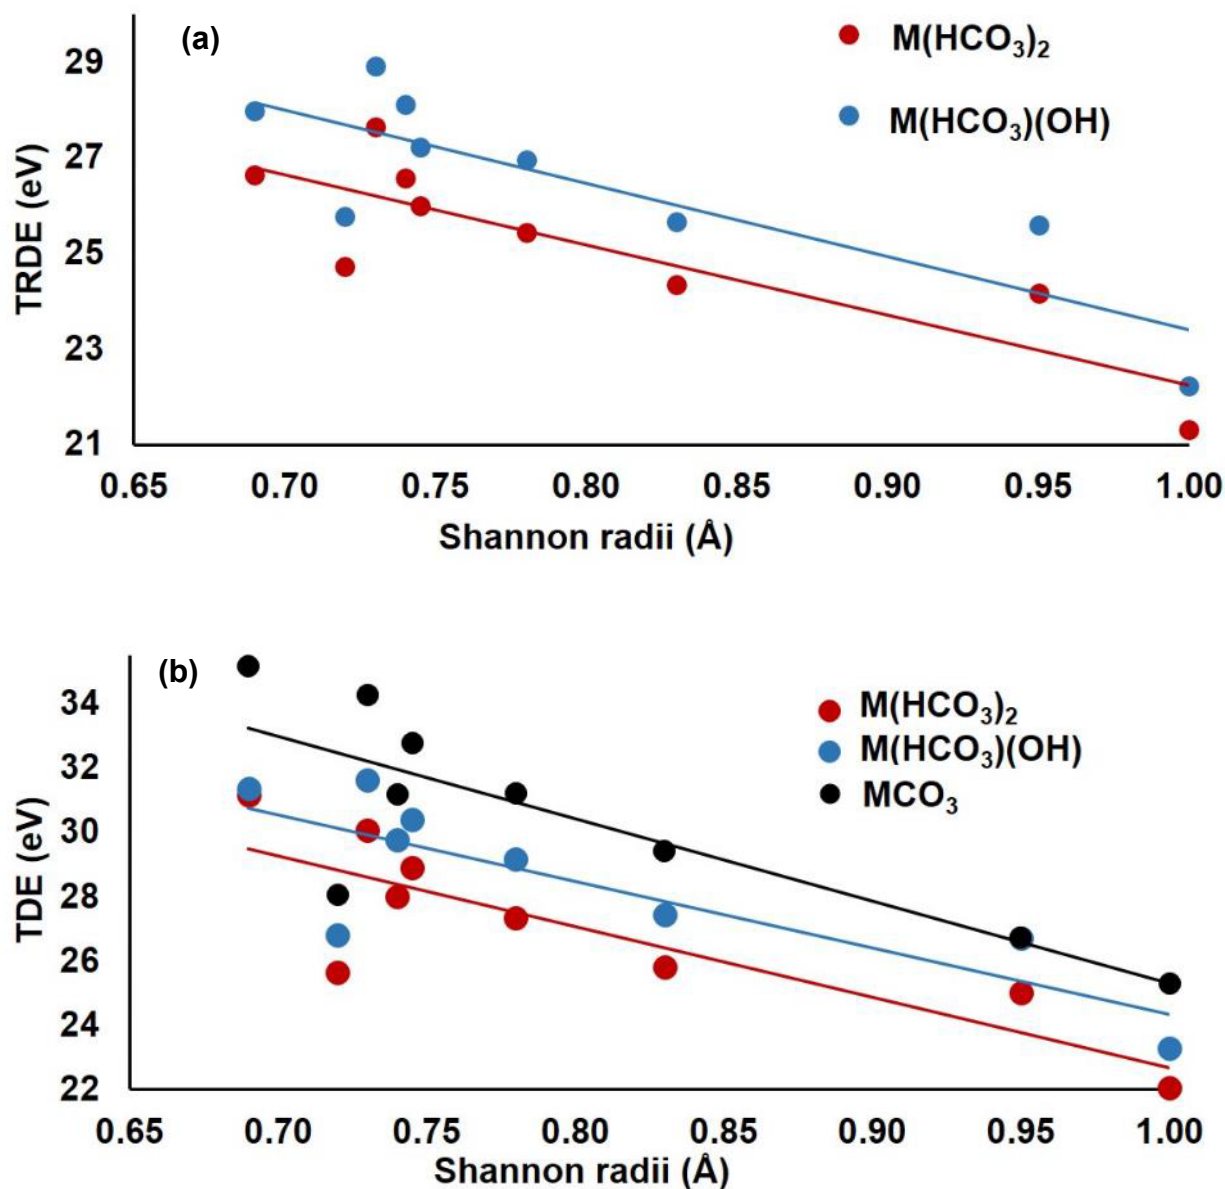 (a)
M(HCO₃)₂
M(HCO₃)(OH)
TRDE (eV)
29
27
25
23
21
0.65 0.70 0.75 0.80 0.85 0.90 0.95 1.00
Shannon radii (Å)
(b)
M(HCO₃)₂
M(HCO₃)(OH)
MCO₃
TDE (eV)
34
32
30
28
26
24
22
0.65 0.70 0.75 0.80 0.85 0.90 0.95 1.00
Shannon radii (Å)